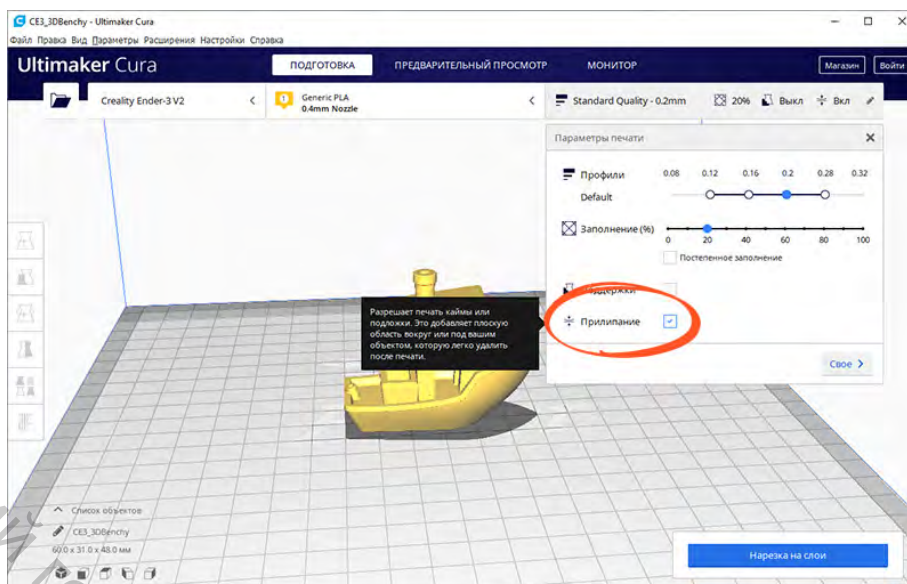 CE3_3DBenchy - Ultimaker Cura
Файл Правка Вид Параметры Расширения Настройки Справка
Ultimaker Cura
ПОДГОТОВКА
ПРЕДВАРИТЕЛЬНЫЙ ПРОСМОТР
МОНИТОР
Магазин
Войти
Creality Ender-3 V2
1
Generic PLA
0.4mm Nozzle
Standard Quality - 0.2mm
20%
Выкл
Вкл
Параметры печати
Профили
0.08 0.12 0.16 0.2 0.28 0.32
Default
Заполнение (%)
0 20 40 60 80 100
Постепенное заполнение
Поддержки
Прилипание
Разрешает печать каймы или
подложки. Это добавляет плоскую
область вокруг или под вашим
объектом, которую легко удалить
после печати.
Свое
Список объектов
CE3_3DBenchy
60.0 x 31.0 x 48.0 мм
Нарезка на слои